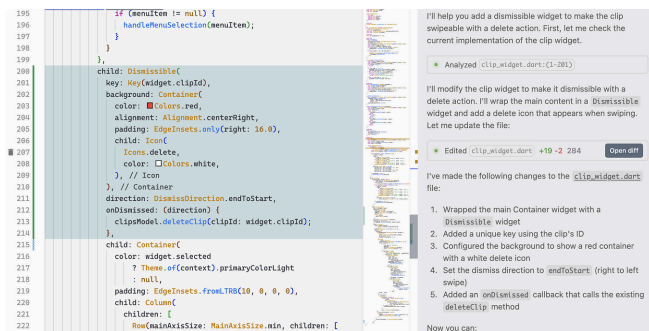 195 if (menuItem != null) {
196 handleMenuSelection(menuItem);
197 }
198 }
199 },
200 child: Dismissible(
201 key: Key(widget.clipId),
202 background: Container(
203 color: Colors.red,
204 alignment: Alignment.centerRight,
205 padding: EdgeInsets.only(right: 16.0),
206 child: Icon(
207 Icons.delete,
208 color: Colors.white,
209 ), // Icon
210 ), // Container
211 direction: DismissDirection.endToStart,
212 onDismissed: (direction) {
213 clipsModel.deleteClip(clipId: widget.clipId);
214 },
215 child: Container(
216 color: widget.selected
217 ? Theme.of(context).primaryColorLight
218 : null,
219 padding: EdgeInsets.fromLTRB(10, 0, 0, 0),
220 child: Column(
221 children: [
222 Row(mainAxisSize: MainAxisSize.min, children: [
I'll help you add a dismissible widget to make the clip
swipeable with a delete action. First, let me check the
current implementation of the clip widget.
Analyzed clip_widget.dart:(1-201)
I'll modify the clip widget to make it dismissible with a
delete action. I'll wrap the main content in a Dismissible
widget and add a delete icon that appears when swiping.
Let me update the file:
Edited clip_widget.dart +19 -2 284 Open diff
I've made the following changes to the clip_widget.dart
file:
1. Wrapped the main Container widget with a
Dismissible widget
2. Added a unique key using the clip's ID
3. Configured the background to show a red container
with a white delete icon
4. Set the dismiss direction to endToStart (right to left
swipe)
5. Added an onDismissed callback that calls the existing
deleteClip method
Now you can: